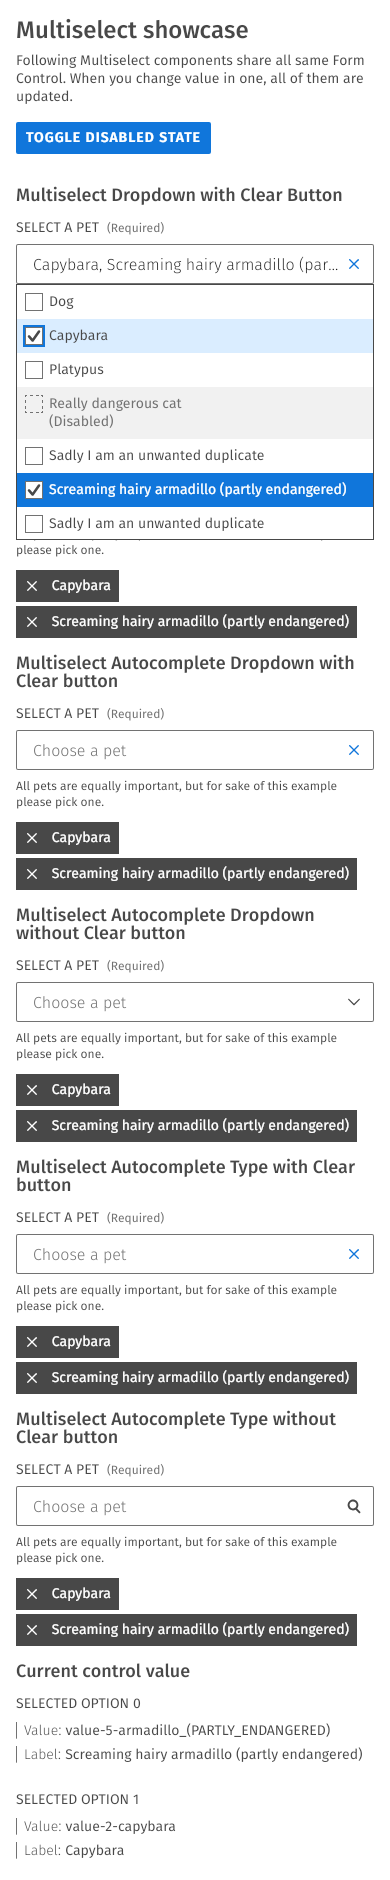 Multiselect showcase
Following Multiselect components share all same Form
Control. When you change value in one, all of them are
updated.
TOGGLE DISABLED STATE
Multiselect Dropdown with Clear Button
SELECT A PET (Required)
Capybara, Screaming hairy armadillo (par...
Dog
Capybara
Platypus
Really dangerous cat
(Disabled)
Sadly I am an unwanted duplicate
Screaming hairy armadillo (partly endangered)
Sadly I am an unwanted duplicate
please pick one.
Capybara
Screaming hairy armadillo (partly endangered)
Multiselect Autocomplete Dropdown with
Clear button
SELECT A PET (Required)
Choose a pet
All pets are equally important, but for sake of this example
please pick one.
Capybara
Screaming hairy armadillo (partly endangered)
Multiselect Autocomplete Dropdown
without Clear button
SELECT A PET (Required)
Choose a pet
All pets are equally important, but for sake of this example
please pick one.
Capybara
Screaming hairy armadillo (partly endangered)
Multiselect Autocomplete Type with Clear
button
SELECT A PET (Required)
Choose a pet
All pets are equally important, but for sake of this example
please pick one.
Capybara
Screaming hairy armadillo (partly endangered)
Multiselect Autocomplete Type without
Clear button
SELECT A PET (Required)
Choose a pet
All pets are equally important, but for sake of this example
please pick one.
Capybara
Screaming hairy armadillo (partly endangered)
Current control value
SELECTED OPTION 0
Value: value-5-armadillo_(PARTLY_ENDANGERED)
Label: Screaming hairy armadillo (partly endangered)
SELECTED OPTION 1
Value: value-2-capybara
Label: Capybara